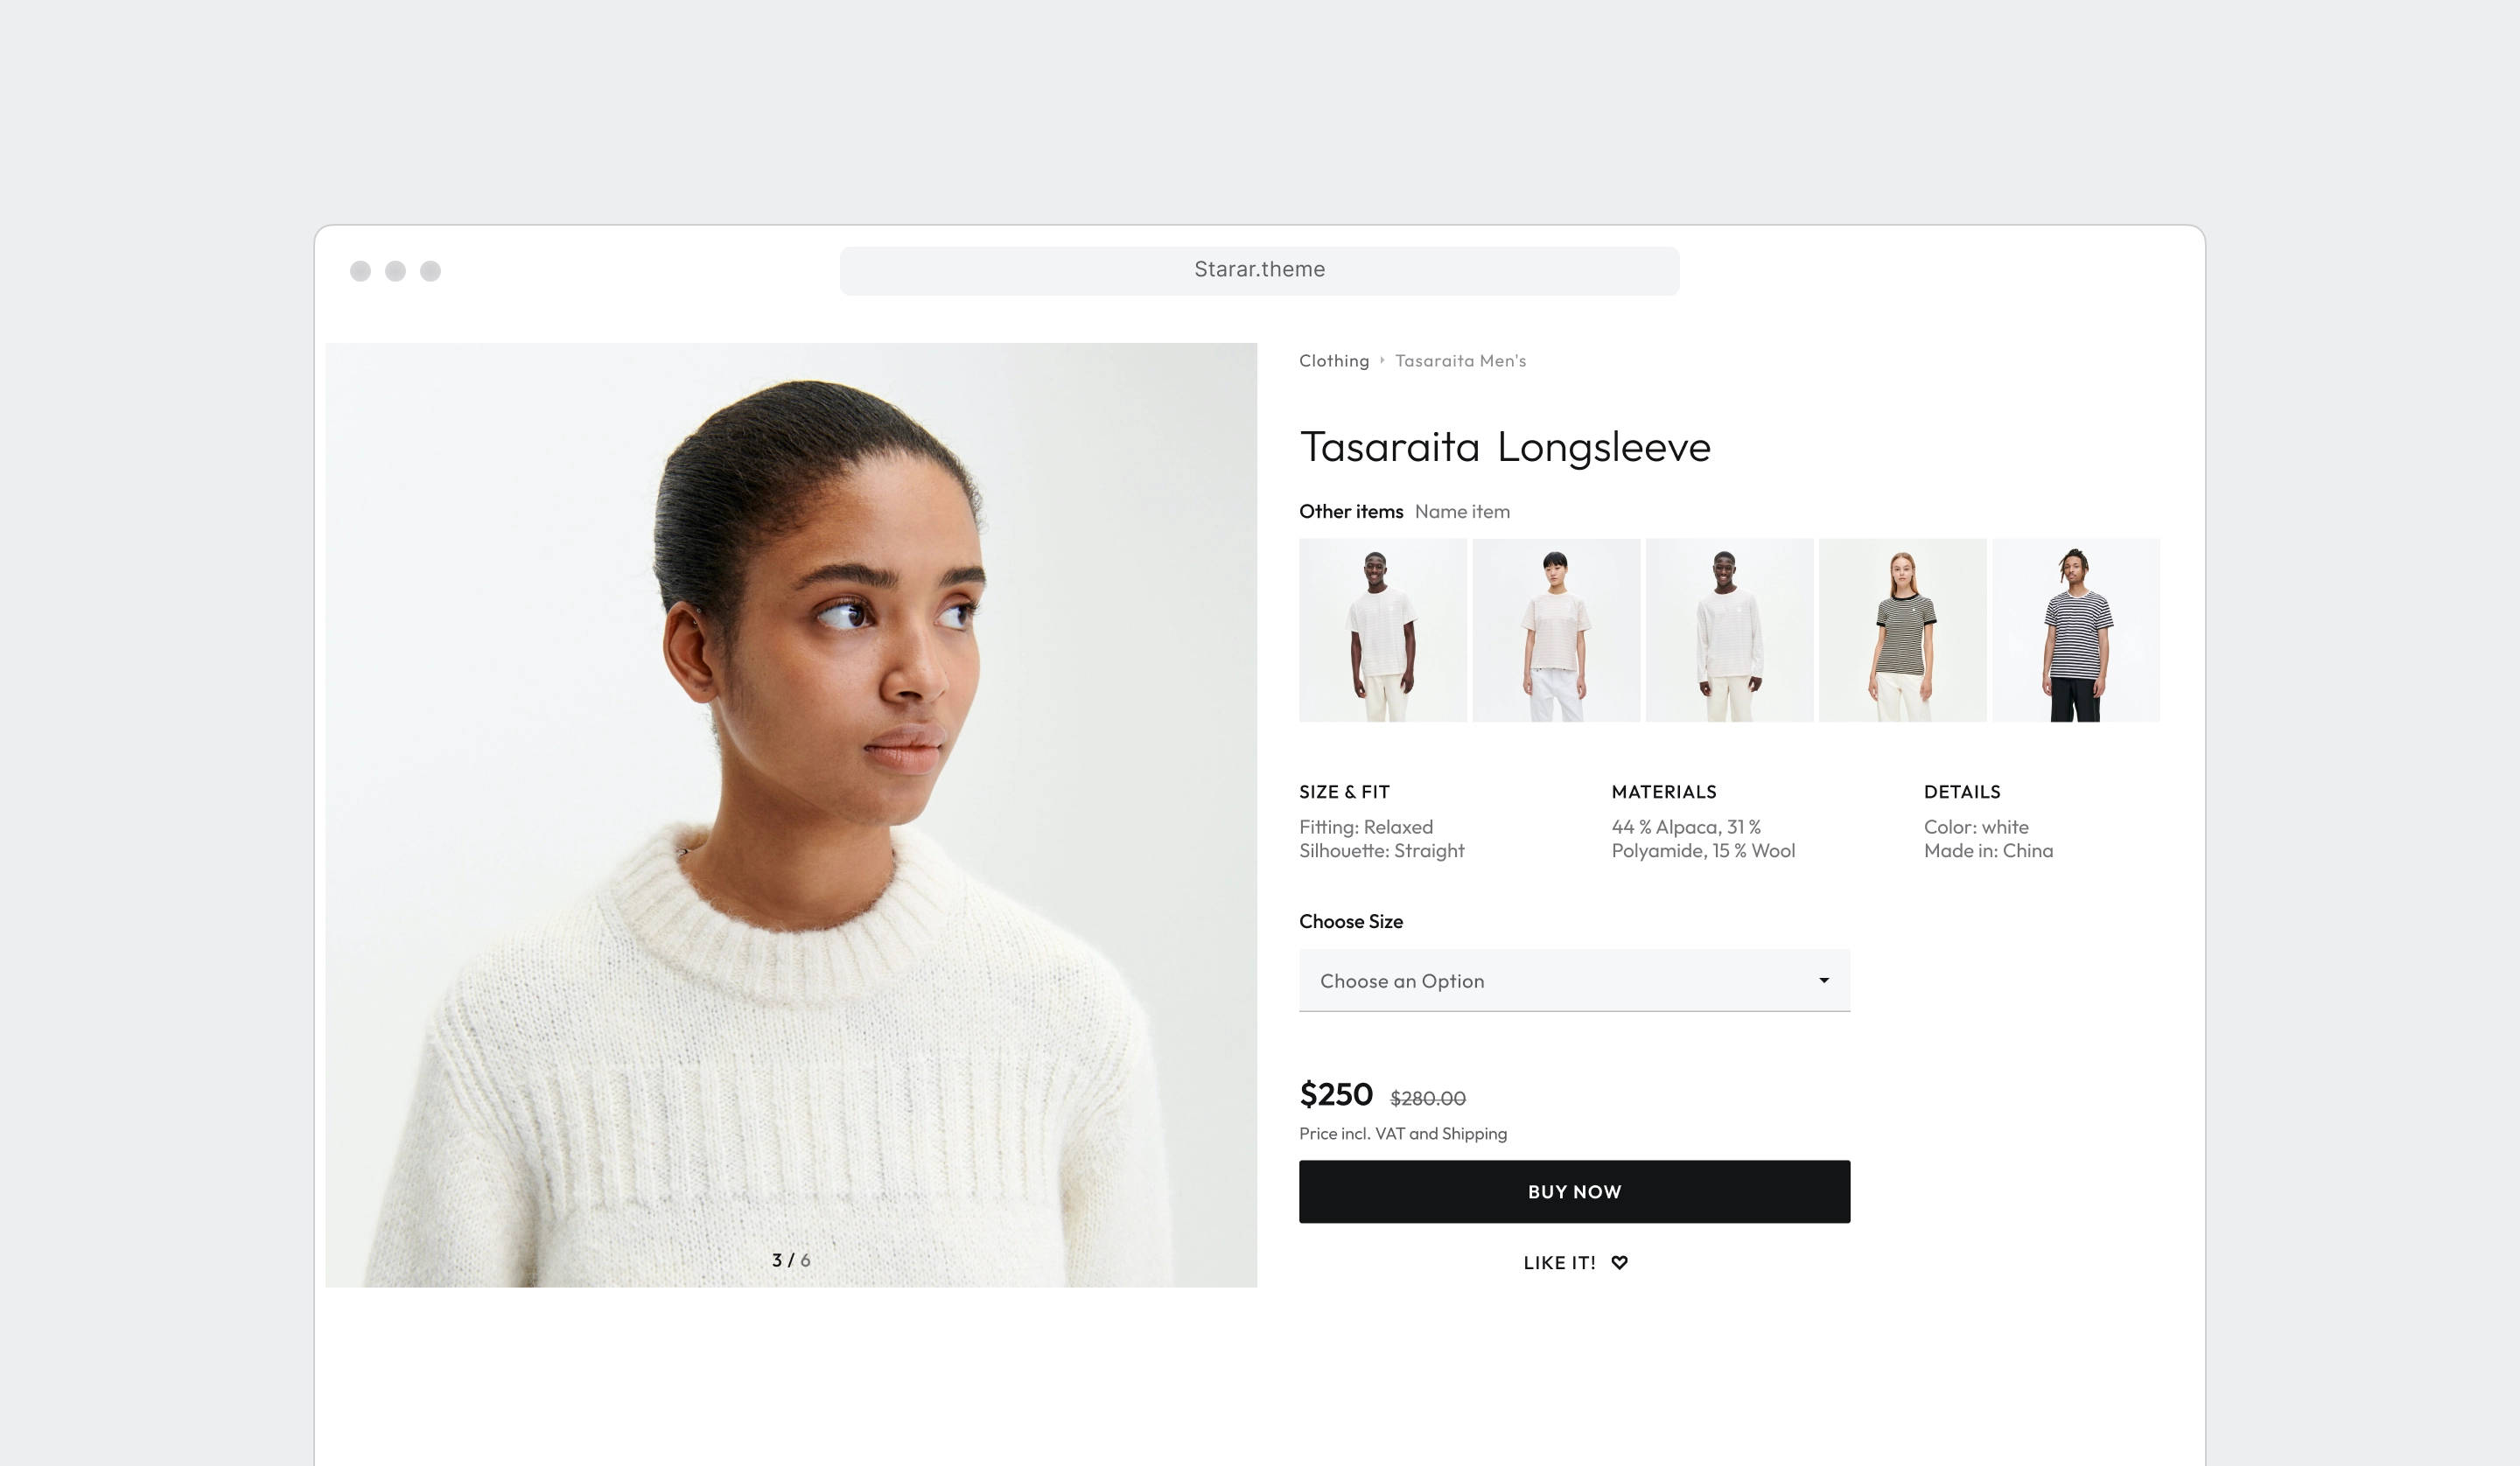 Starar.theme
Clothing Tasaraita Men's
Tasaraita Longsleeve
Other items Name item
SIZE & FIT
Fitting: Relaxed
Silhouette: Straight
MATERIALS
44 % Alpaca, 31 %
Polyamide, 15 % Wool
DETAILS
Color: white
Made in: China
Choose Size
Choose an Option
$250 $280.00
Price incl. VAT and Shipping
BUY NOW
LIKE IT!
3 / 6